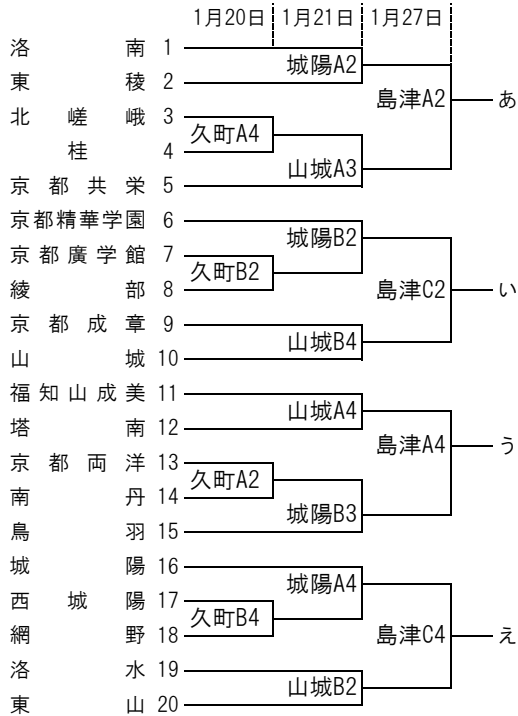 1月20日 1月21日 1月27日
洛南 1
城陽A2
東稜 2
島津A2 あ
北嵯峨 3
久町A4
桂 4
山城A3
京都共栄 5
京都精華学園 6
城陽B2
京都廣学館 7
久町B2
綾部 8
島津C2 い
京都成章 9
山城B4
山城 10
福知山成美 11
山城A4
塔南 12
島津A4 う
京都両洋 13
久町A2
南丹 14
城陽B3
鳥羽 15
城陽 16
城陽A4
西城陽 17
久町B4
網野 18
島津C4 え
洛水 19
山城B2
東山 20